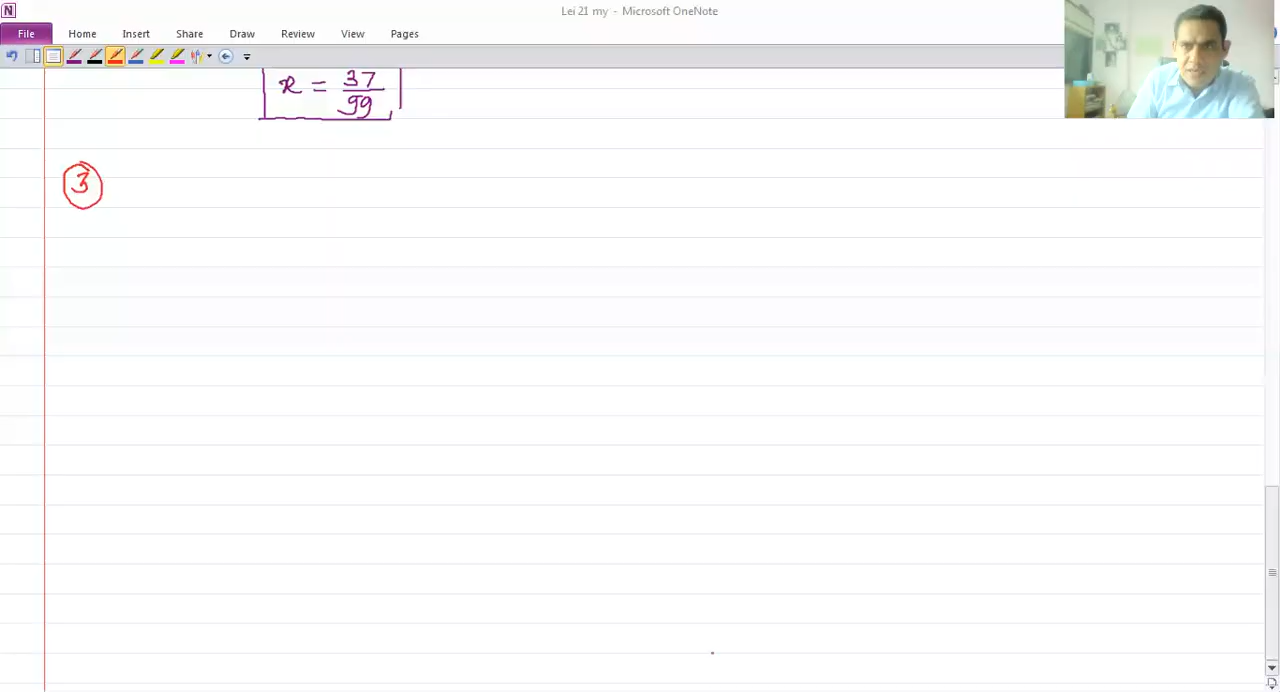 Lei 21 my - Microsoft OneNote
File Home Insert Share Draw Review View Pages
x = 37/99
3